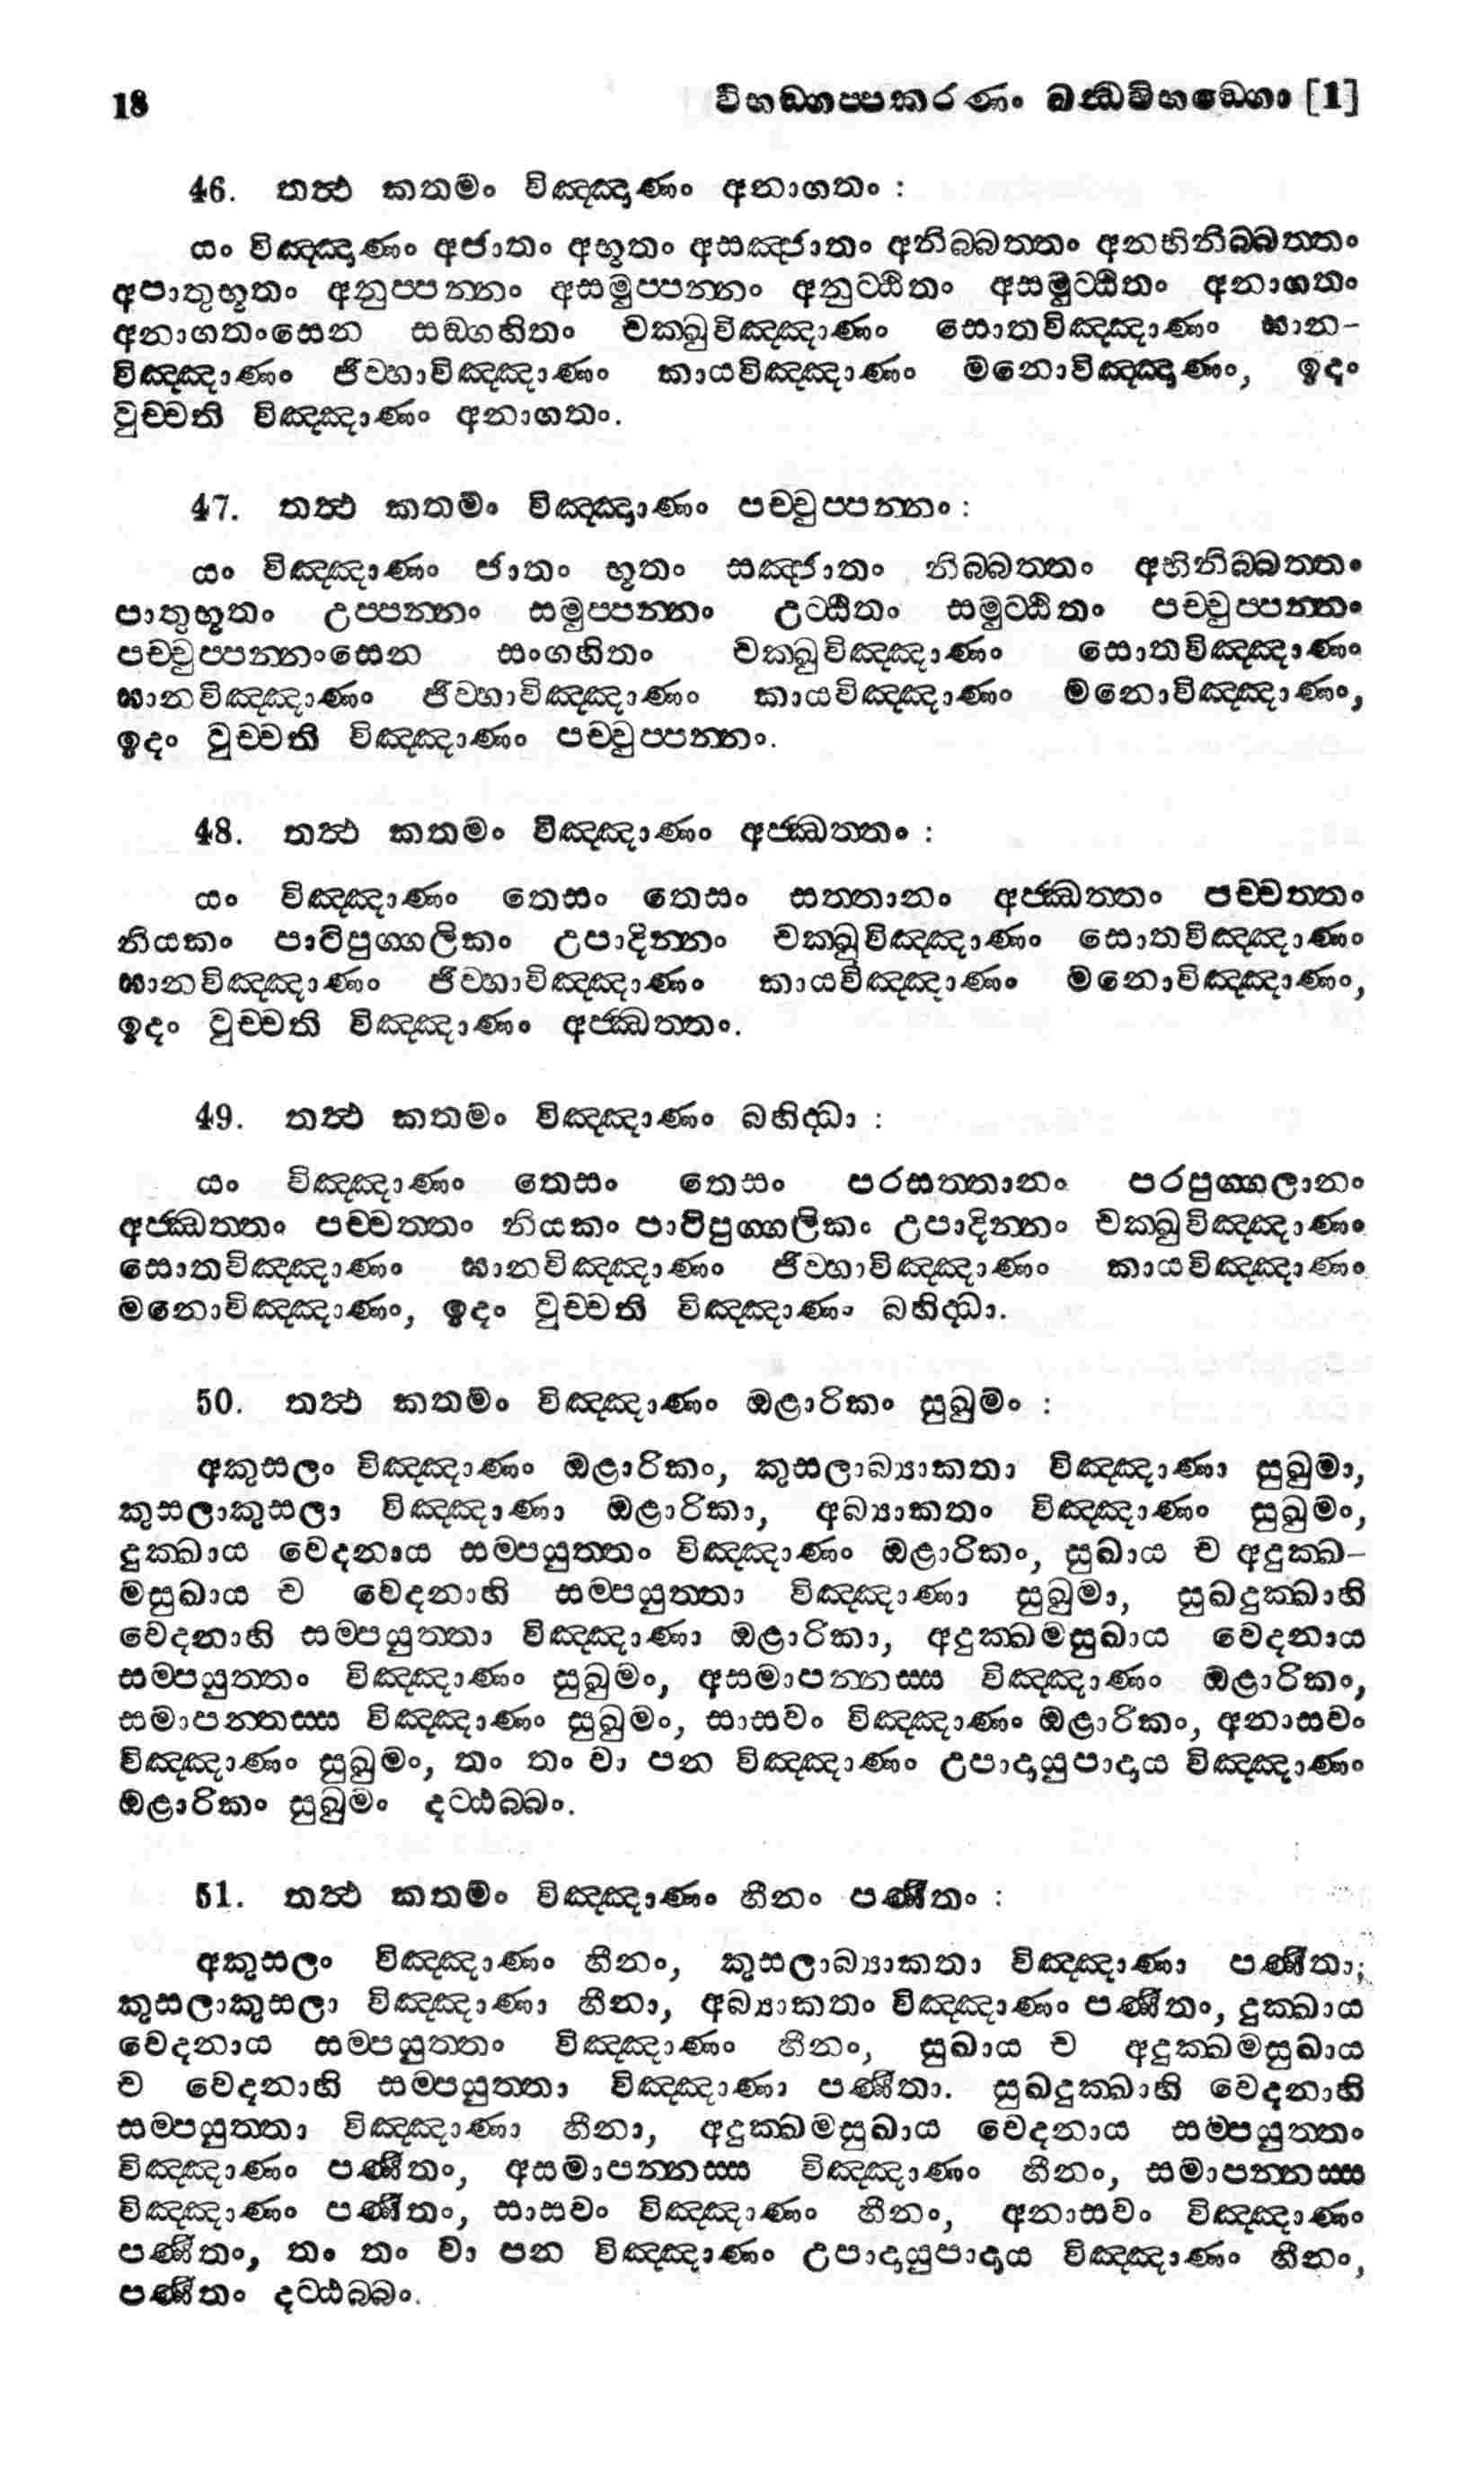 18 විභඞ්ගප්පකරණං ඛන්ධවිභඞ්ගො [1]
46. තත්ථ කතමං විඤ්ඤාණං අනාගතං :
යං විඤ්ඤාණං අජාතං අභූතං අසඤ්ජාතං අනිබ්බත්තං අනභිනිබ්බත්තං
අපාතුභූතං අනුප්පන්නං අසමුප්පන්නං අනුට්ඨිතං අසමුට්ඨිතං අනාගතං
අනාගතංසෙන සඞ්ගහිතං චක්ඛුවිඤ්ඤාණං සොතවිඤ්ඤාණං ඝාන-
විඤ්ඤාණං ජිව්හාවිඤ්ඤාණං කායවිඤ්ඤාණං මනොවිඤ්ඤාණං, ඉදං
වුච්චති විඤ්ඤාණං අනාගතං.
47. තත්ථ කතමං විඤ්ඤාණං පච්චුප්පන්නං :
යං විඤ්ඤාණං ජාතං භූතං සඤ්ජාතං නිබ්බත්තං අභිනිබ්බත්තං
පාතුභූතං උප්පන්නං සමුප්පන්නං උට්ඨිතං සමුට්ඨිතං පච්චුප්පන්නං
පච්චුප්පන්නංසෙන සංගහිතං චක්ඛුවිඤ්ඤාණං සොතවිඤ්ඤාණං
ඝානවිඤ්ඤාණං ජිව්හාවිඤ්ඤාණං කායවිඤ්ඤාණං මනොවිඤ්ඤාණං,
ඉදං වුච්චති විඤ්ඤාණං පච්චුප්පන්නං.
48. තත්ථ කතමං විඤ්ඤාණං අජ්ඣත්තං :
යං විඤ්ඤාණං තෙසං තෙසං සත්තානං අජ්ඣත්තං පච්චත්තං
නියකං පාටිපුග්ගලිකං උපාදින්නං චක්ඛුවිඤ්ඤාණං සොතවිඤ්ඤාණං
ඝානවිඤ්ඤාණං ජිව්හාවිඤ්ඤාණං කායවිඤ්ඤාණං මනොවිඤ්ඤාණං,
ඉදං වුච්චති විඤ්ඤාණං අජ්ඣත්තං.
49. තත්ථ කතමං විඤ්ඤාණං බහිද්ධා :
යං විඤ්ඤාණං තෙසං තෙසං පරසත්තානං පරපුග්ගලානං
අජ්ඣත්තං පච්චත්තං නියකං පාටිපුග්ගලිකං උපාදින්නං චක්ඛුවිඤ්ඤාණං
සොතවිඤ්ඤාණං ඝානවිඤ්ඤාණං ජිව්හාවිඤ්ඤාණං කායවිඤ්ඤාණං
මනොවිඤ්ඤාණං, ඉදං වුච්චති විඤ්ඤාණං බහිද්ධා.
50. තත්ථ කතමං විඤ්ඤාණං ඔළාරිකං සුඛුමං :
අකුසලං විඤ්ඤාණං ඔළාරිකං, කුසලාබ්‍යාකතා විඤ්ඤාණා සුඛුමා,
කුසලාකුසලා විඤ්ඤාණා ඔළාරිකා, අබ්‍යාකතං විඤ්ඤාණං සුඛුමං,
දුක්ඛාය වෙදනාය සම්පයුත්තං විඤ්ඤාණං ඔළාරිකං, සුඛාය ච අදුක්ඛ-
මසුඛාය ච වෙදනාහි සම්පයුත්තා විඤ්ඤාණා සුඛුමා, සුඛදුක්ඛාහි
වෙදනාහි සම්පයුත්තා විඤ්ඤාණා ඔළාරිකා, අදුක්ඛමසුඛාය වෙදනාය
සම්පයුත්තං විඤ්ඤාණං සුඛුමං, අසමාපන්නස්ස විඤ්ඤාණං ඔළාරිකං,
සමාපන්නස්ස විඤ්ඤාණං සුඛුමං, සාසවං විඤ්ඤාණං ඔළාරිකං, අනාසවං
විඤ්ඤාණං සුඛුමං, තං තං වා පන විඤ්ඤාණං උපාදායුපාදාය විඤ්ඤාණං
ඔළාරිකං සුඛුමං දට්ඨබ්බං.
51. තත්ථ කතමං විඤ්ඤාණං හීනං පණීතං :
අකුසලං විඤ්ඤාණං හීනං, කුසලාබ්‍යාකතා විඤ්ඤාණා පණීතා;
කුසලාකුසලා විඤ්ඤාණා හීනා, අබ්‍යාකතං විඤ්ඤාණං පණීතං, දුක්ඛාය
වෙදනාය සම්පයුත්තං විඤ්ඤාණං හීනං, සුඛාය ච අදුක්ඛමසුඛාය
ච වෙදනාහි සම්පයුත්තා විඤ්ඤාණා පණීතා. සුඛදුක්ඛාහි වෙදනාහි
සම්පයුත්තා විඤ්ඤාණා හීනා, අදුක්ඛමසුඛාය වෙදනාය සම්පයුත්තං
විඤ්ඤාණං පණීතං, අසමාපන්නස්ස විඤ්ඤාණං හීනං, සමාපන්නස්ස
විඤ්ඤාණං පණීතං, සාසවං විඤ්ඤාණං හීනං, අනාසවං විඤ්ඤාණං
පණීතං, තං තං වා පන විඤ්ඤාණං උපාදායුපාදාය විඤ්ඤාණං හීනං,
පණීතං දට්ඨබ්බං.